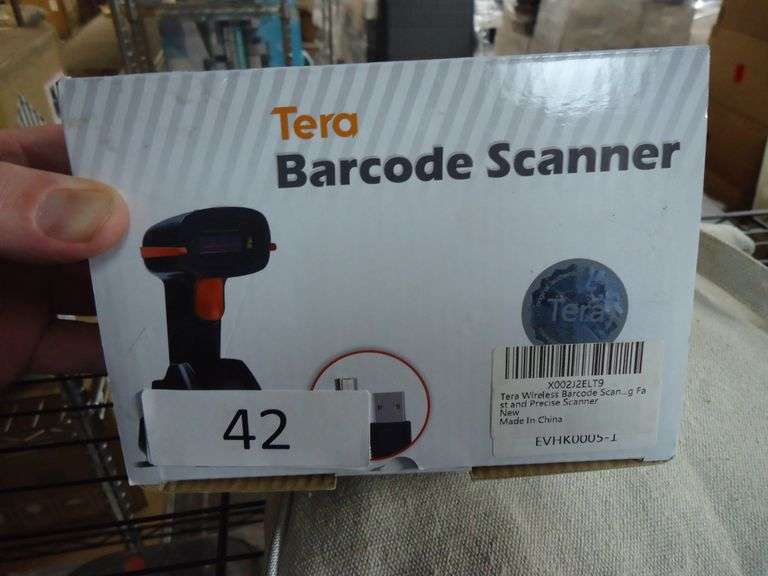 Tera
Barcode Scanner
Tera
X002J2ELT9
Tera Wireless Barcode Scan...g Fa
st and Precise Scanner
New
Made In China
EVHK0005-1
42